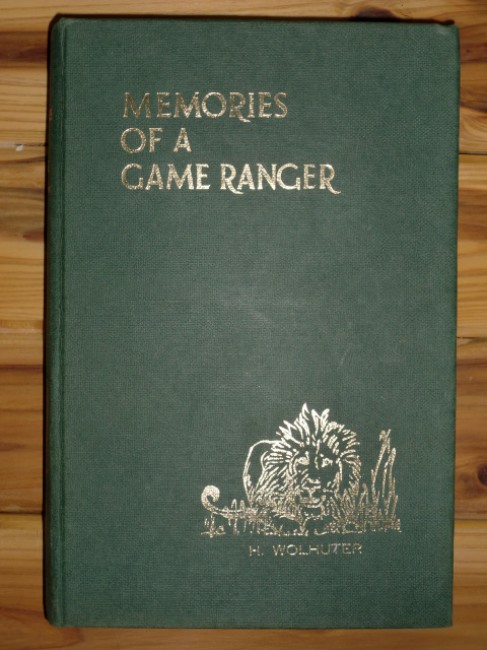 MEMORIES
OF A
GAME RANGER
H. WOLHUTER